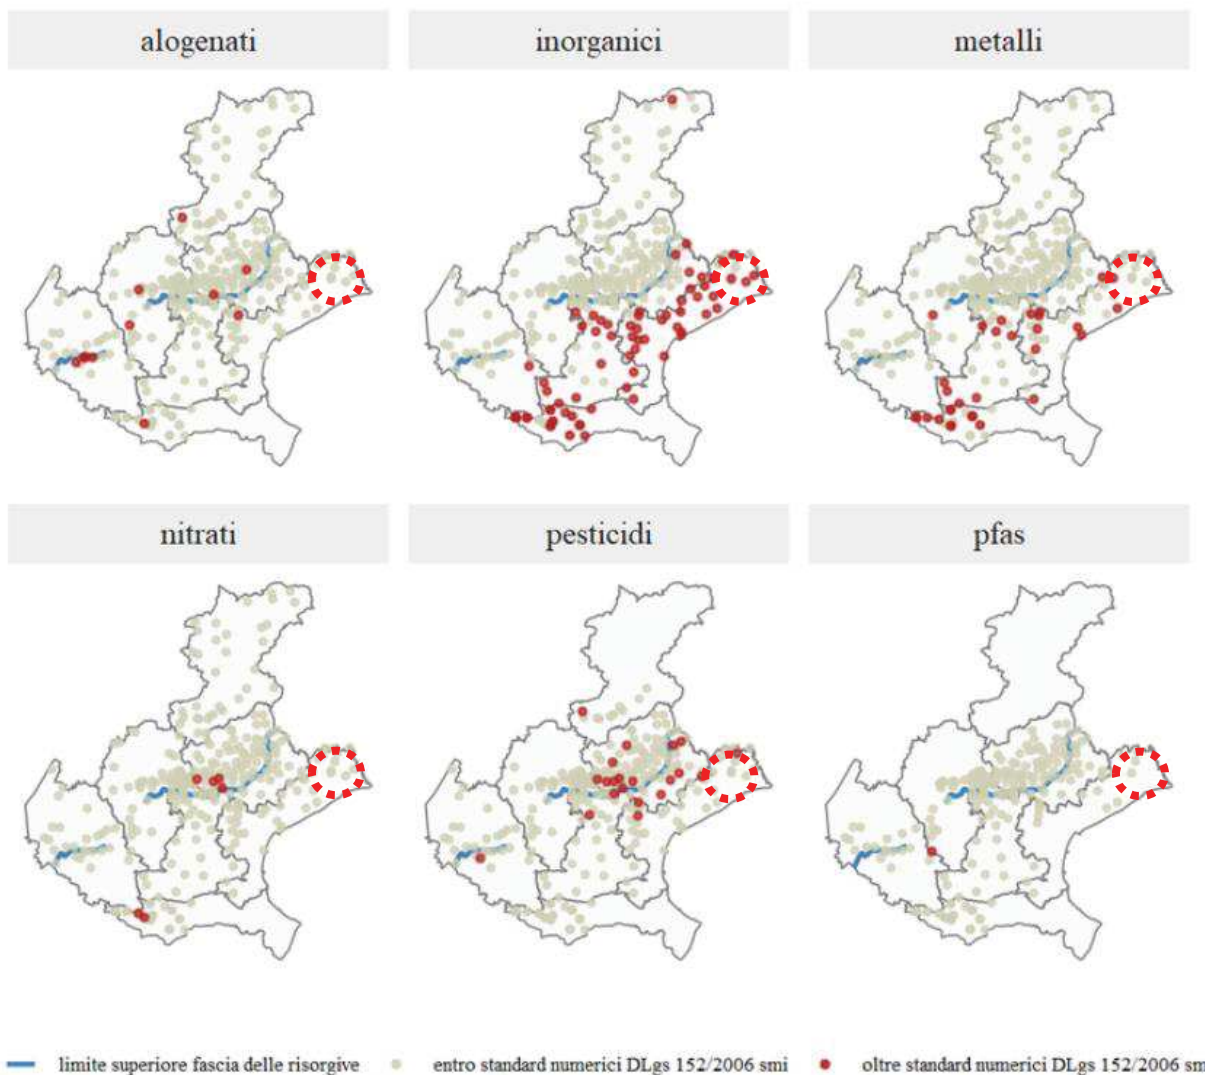 alogenati inorganici metalli
nitrati pesticidi pfas
limite superiore fascia delle risorgive entro standard numerici DLgs 152/2006 smi oltre standard numerici DLgs 152/2006 sm